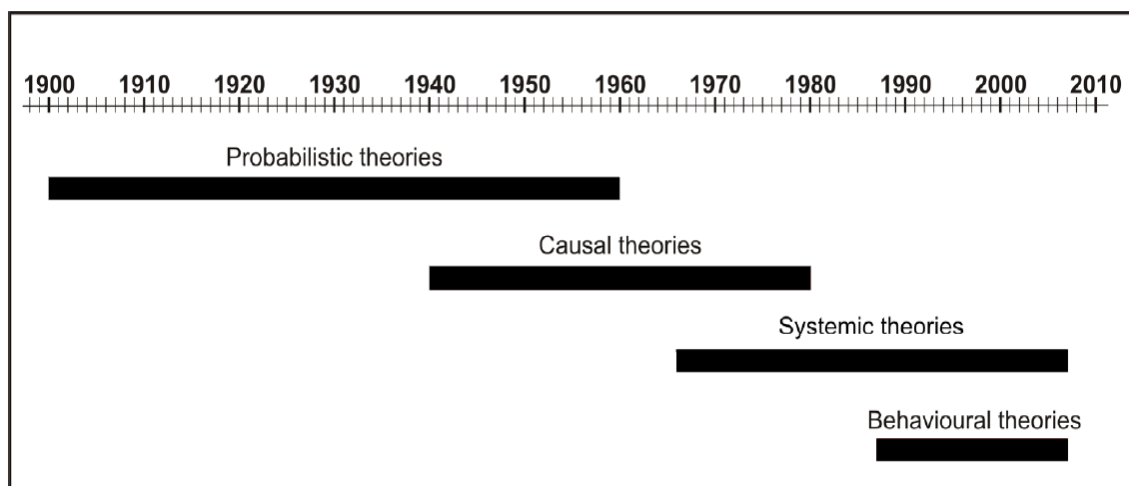 1900 1910 1920 1930 1940 1950 1960 1970 1980 1990 2000 2010
Probabilistic theories
Causal theories
Systemic theories
Behavioural theories